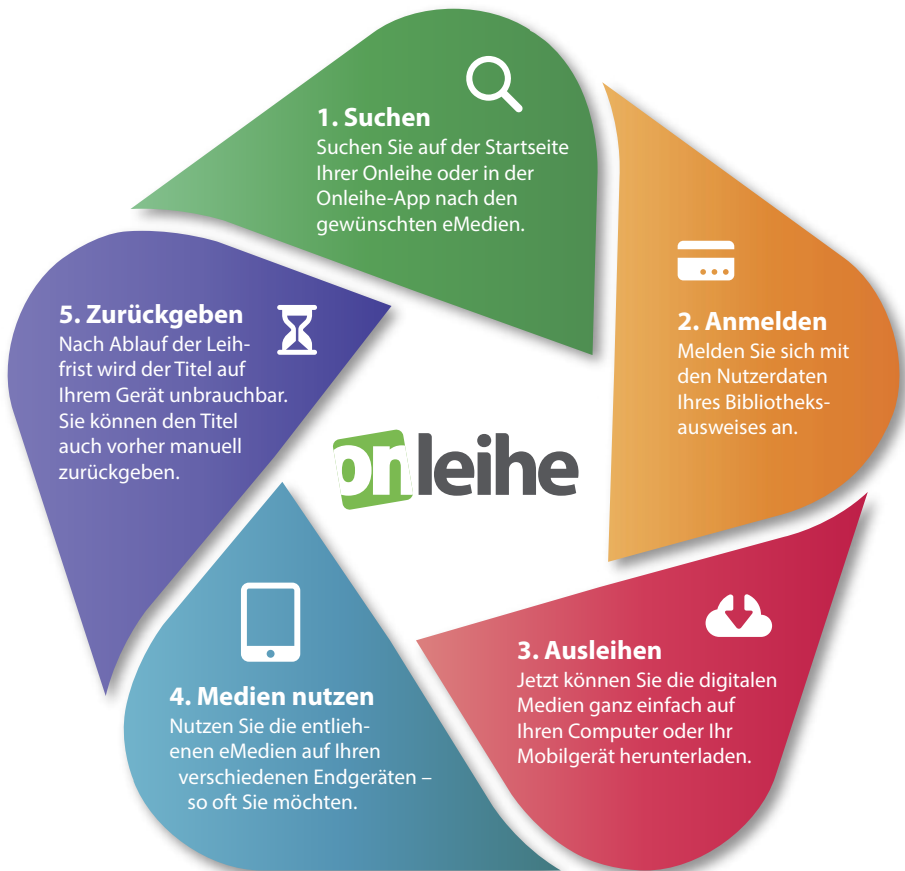 1. Suchen
Suchen Sie auf der Startseite
Ihrer Onleihe oder in der
Onleihe-App nach den
gewünschten eMedien.
2. Anmelden
Melden Sie sich mit
den Nutzerdaten
Ihres Bibliotheks-
ausweises an.
3. Ausleihen
Jetzt können Sie die digitalen
Medien ganz einfach auf
Ihren Computer oder Ihr
Mobilgerät herunterladen.
4. Medien nutzen
Nutzen Sie die entlieh-
enen eMedien auf Ihren
verschiedenen Endgeräten –
so oft Sie möchten.
5. Zurückgeben
Nach Ablauf der Leih-
frist wird der Titel auf
Ihrem Gerät unbrauchbar.
Sie können den Titel
auch vorher manuell
zurückgeben.
onleihe